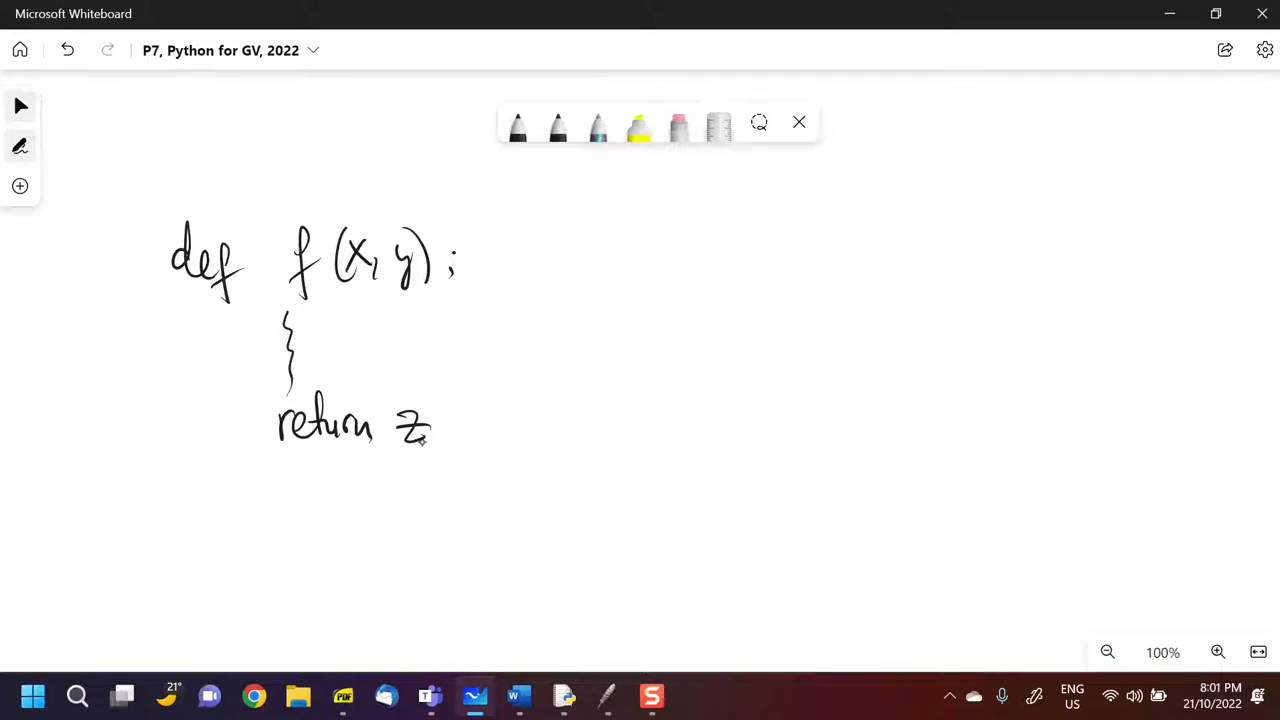 Microsoft Whiteboard
P7, Python for GV, 2022
def f(x, y) ;
return z
100%
21°
PDF
W
S
ENG
US
8:01 PM
21/10/2022